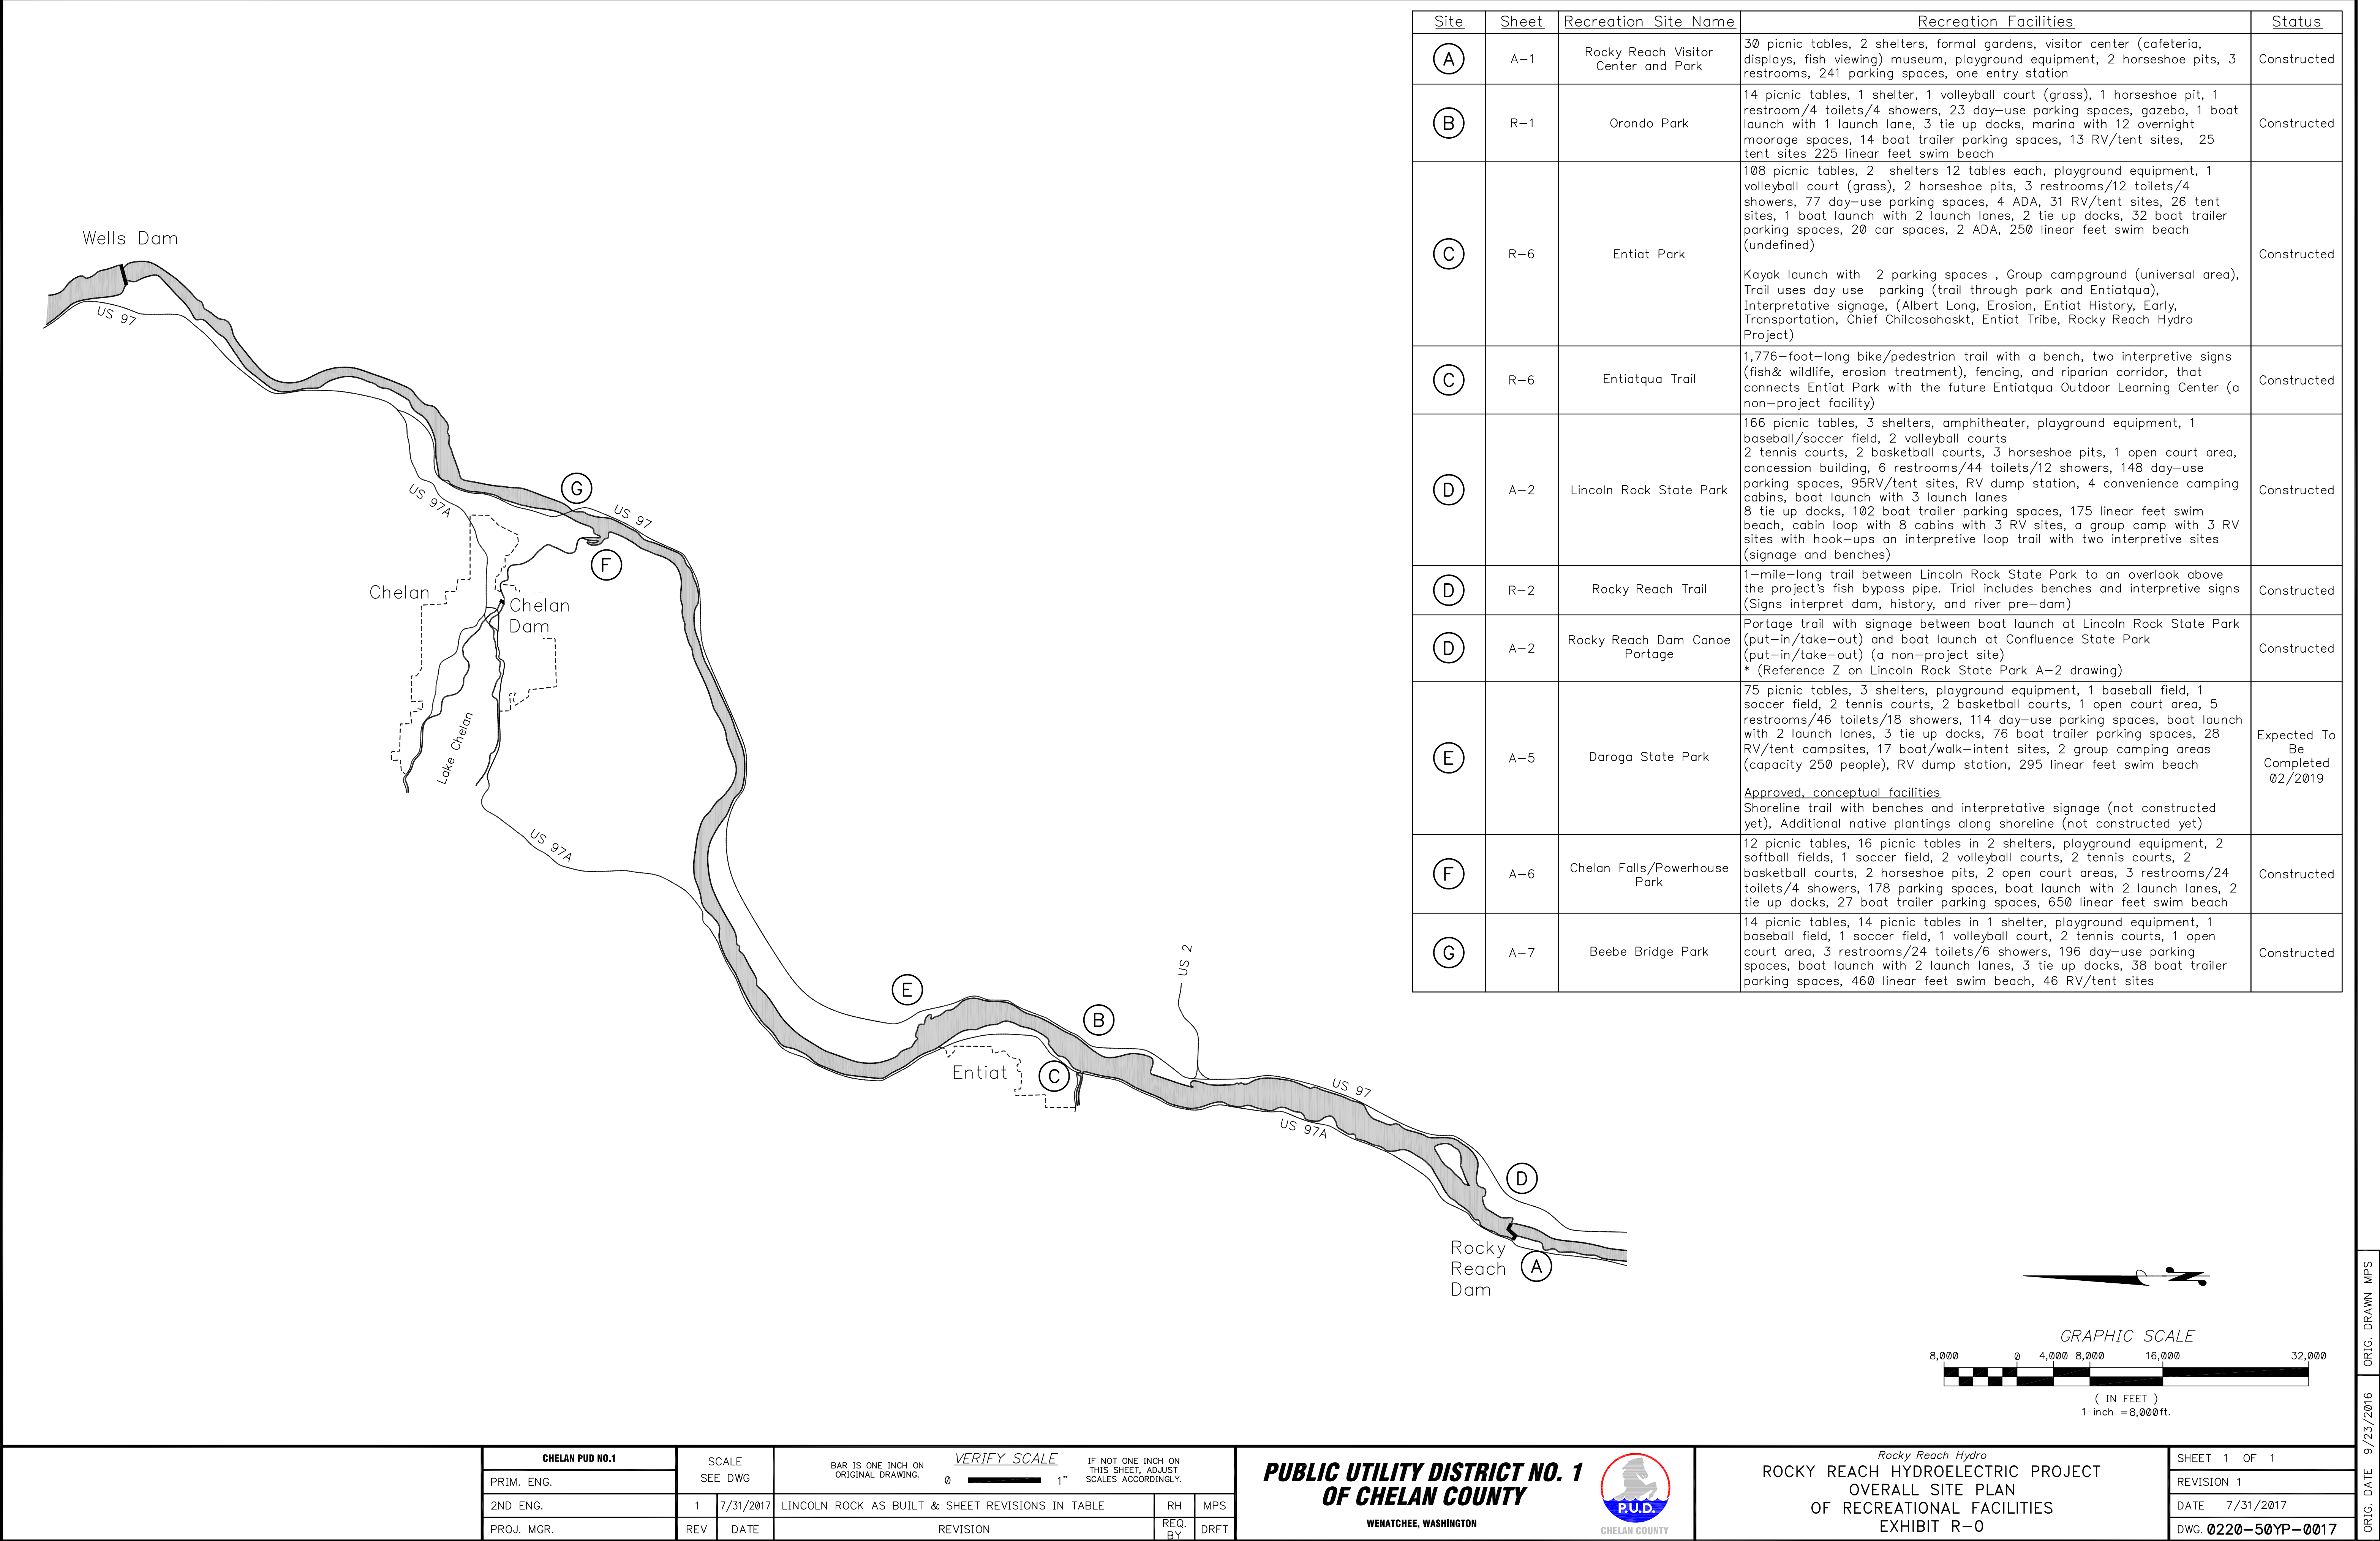 Site Sheet Recreation Site Name Recreation Facilities Status
A A-1 Rocky Reach Visitor Center and Park
30 picnic tables, 2 shelters, formal gardens, visitor center (cafeteria,
displays, fish viewing) museum, playground equipment, 2 horseshoe pits, 3
restrooms, 241 parking spaces, one entry station
Constructed
B R-1 Orondo Park
14 picnic tables, 1 shelter, 1 volleyball court (grass), 1 horseshoe pit, 1
restroom/4 toilets/4 showers, 23 day-use parking spaces, gazebo, 1 boat
launch with 1 launch lane, 3 tie up docks, marina with 12 overnight
moorage spaces, 14 boat trailer parking spaces, 13 RV/tent sites, 25
tent sites 225 linear feet swim beach
Constructed
C R-6 Entiat Park
108 picnic tables, 2 shelters 12 tables each, playground equipment, 1
volleyball court (grass), 2 horseshoe pits, 3 restrooms/12 toilets/4
showers, 77 day-use parking spaces, 4 ADA, 31 RV/tent sites, 26 tent
sites, 1 boat launch with 2 launch lanes, 2 tie up docks, 32 boat trailer
parking spaces, 20 car spaces, 2 ADA, 250 linear feet swim beach
(undefined)
Kayak launch with 2 parking spaces , Group campground (universal area),
Trail uses day use parking (trail through park and Entiatqua),
Interpretative signage, (Albert Long, Erosion, Entiat History, Early,
Transportation, Chief Chilcosahaskt, Entiat Tribe, Rocky Reach Hydro
Project)
Constructed
C R-6 Entiatqua Trail
1,776-foot-long bike/pedestrian trail with a bench, two interpretive signs
(fish& wildlife, erosion treatment), fencing, and riparian corridor, that
connects Entiat Park with the future Entiatqua Outdoor Learning Center (a
non-project facility)
Constructed
D A-2 Lincoln Rock State Park
166 picnic tables, 3 shelters, amphitheater, playground equipment, 1
baseball/soccer field, 2 volleyball courts
2 tennis courts, 2 basketball courts, 3 horseshoe pits, 1 open court area,
concession building, 6 restrooms/44 toilets/12 showers, 148 day-use
parking spaces, 95RV/tent sites, RV dump station, 4 convenience camping
cabins, boat launch with 3 launch lanes
8 tie up docks, 102 boat trailer parking spaces, 175 linear feet swim
beach, cabin loop with 8 cabins with 3 RV sites, a group camp with 3 RV
sites with hook-ups an interpretive loop trail with two interpretive sites
(signage and benches)
Constructed
D R-2 Rocky Reach Trail
1-mile-long trail between Lincoln Rock State Park to an overlook above
the project's fish bypass pipe. Trial includes benches and interpretive signs
(Signs interpret dam, history, and river pre-dam)
Constructed
D A-2 Rocky Reach Dam Canoe Portage
Portage trail with signage between boat launch at Lincoln Rock State Park
(put-in/take-out) and boat launch at Confluence State Park
(put-in/take-out) (a non-project site)
* (Reference Z on Lincoln Rock State Park A-2 drawing)
Constructed
E A-5 Daroga State Park
75 picnic tables, 3 shelters, playground equipment, 1 baseball field, 1
soccer field, 2 tennis courts, 2 basketball courts, 1 open court area, 5
restrooms/46 toilets/18 showers, 114 day-use parking spaces, boat launch
with 2 launch lanes, 3 tie up docks, 76 boat trailer parking spaces, 28
RV/tent campsites, 17 boat/walk-intent sites, 2 group camping areas
(capacity 250 people), RV dump station, 295 linear feet swim beach
Approved, conceptual facilities
Shoreline trail with benches and interpretative signage (not constructed
yet), Additional native plantings along shoreline (not constructed yet)
Expected To
Be
Completed
02/2019
F A-6 Chelan Falls/Powerhouse Park
12 picnic tables, 16 picnic tables in 2 shelters, playground equipment, 2
softball fields, 1 soccer field, 2 volleyball courts, 2 tennis courts, 2
basketball courts, 2 horseshoe pits, 2 open court areas, 3 restrooms/24
toilets/4 showers, 178 parking spaces, boat launch with 2 launch lanes, 2
tie up docks, 27 boat trailer parking spaces, 650 linear feet swim beach
Constructed
G A-7 Beebe Bridge Park
14 picnic tables, 14 picnic tables in 1 shelter, playground equipment, 1
baseball field, 1 soccer field, 1 volleyball court, 2 tennis courts, 1 open
court area, 3 restrooms/24 toilets/6 showers, 196 day-use parking
spaces, boat launch with 2 launch lanes, 3 tie up docks, 38 boat trailer
parking spaces, 460 linear feet swim beach, 46 RV/tent sites
Constructed
Wells Dam
US 97
US 97A
G
US 97
F
Chelan
Chelan
Dam
Lake Chelan
US 97A
US 2
E
B
Entiat
C
US 97
US 97A
D
Rocky
Reach
Dam
A
N
GRAPHIC SCALE
8,000 0 4,000 8,000 16,000 32,000
( IN FEET )
1 inch =8,000ft.
ORIG. DRAWN MPS
ORIG. DATE 9/23/2016
CHELAN PUD NO.1
PRIM. ENG.
2ND ENG.
PROJ. MGR.
SCALE
SEE DWG
BAR IS ONE INCH ON
ORIGINAL DRAWING.
VERIFY SCALE
0 1"
IF NOT ONE INCH ON
THIS SHEET, ADJUST
SCALES ACCORDINGLY.
1 7/31/2017 LINCOLN ROCK AS BUILT & SHEET REVISIONS IN TABLE RH MPS
REV DATE REVISION REQ. BY DRFT
PUBLIC UTILITY DISTRICT NO. 1
OF CHELAN COUNTY
WENATCHEE, WASHINGTON
P.U.D.
CHELAN COUNTY
Rocky Reach Hydro
ROCKY REACH HYDROELECTRIC PROJECT
OVERALL SITE PLAN
OF RECREATIONAL FACILITIES
EXHIBIT R-0
SHEET 1 OF 1
REVISION 1
DATE 7/31/2017
DWG. 0220-50YP-0017